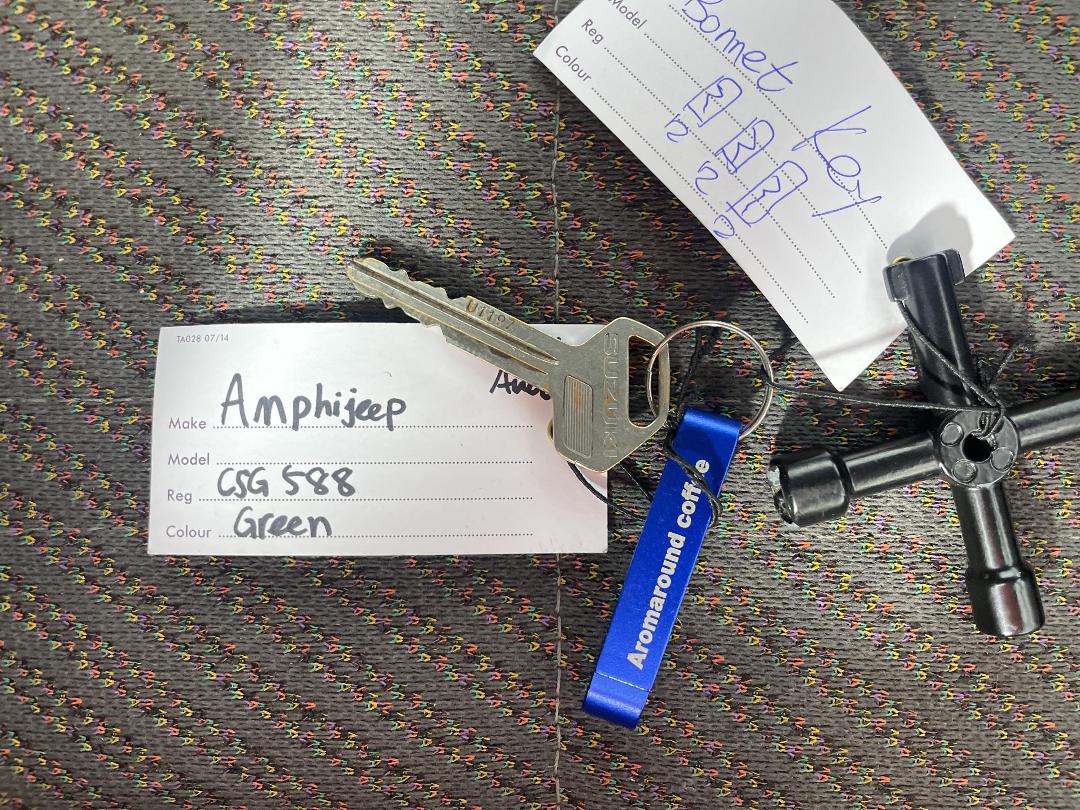 Model
Bonnet Key
Reg
Colour
TA028 07/14
Make Amphijeep
Model
Reg CSG 588
Colour Green
SUZUKI
Aromaround coffee